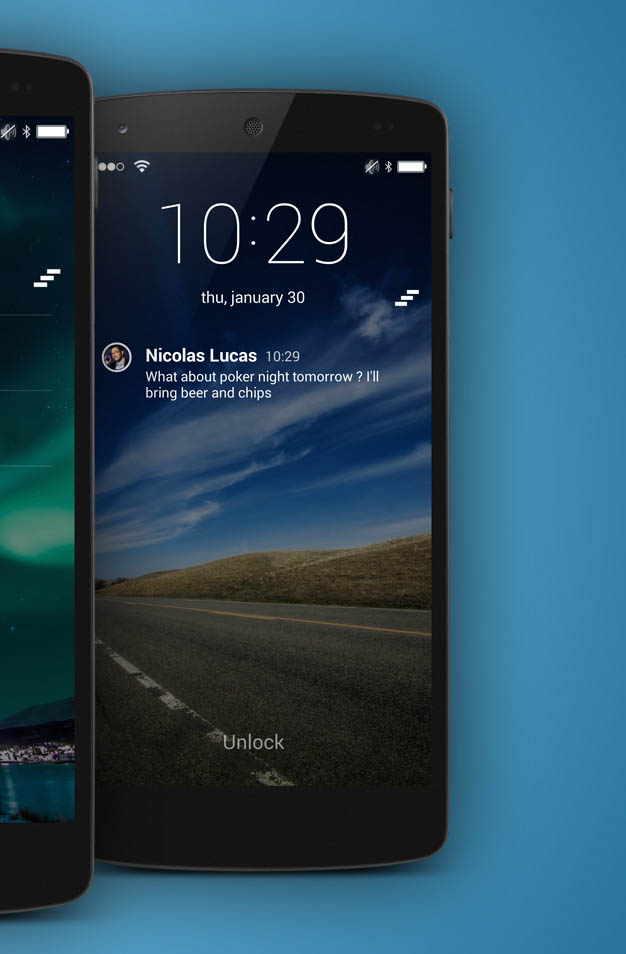 10:29
thu, january 30
Nicolas Lucas 10:29
What about poker night tomorrow ? I'll
bring beer and chips
Unlock